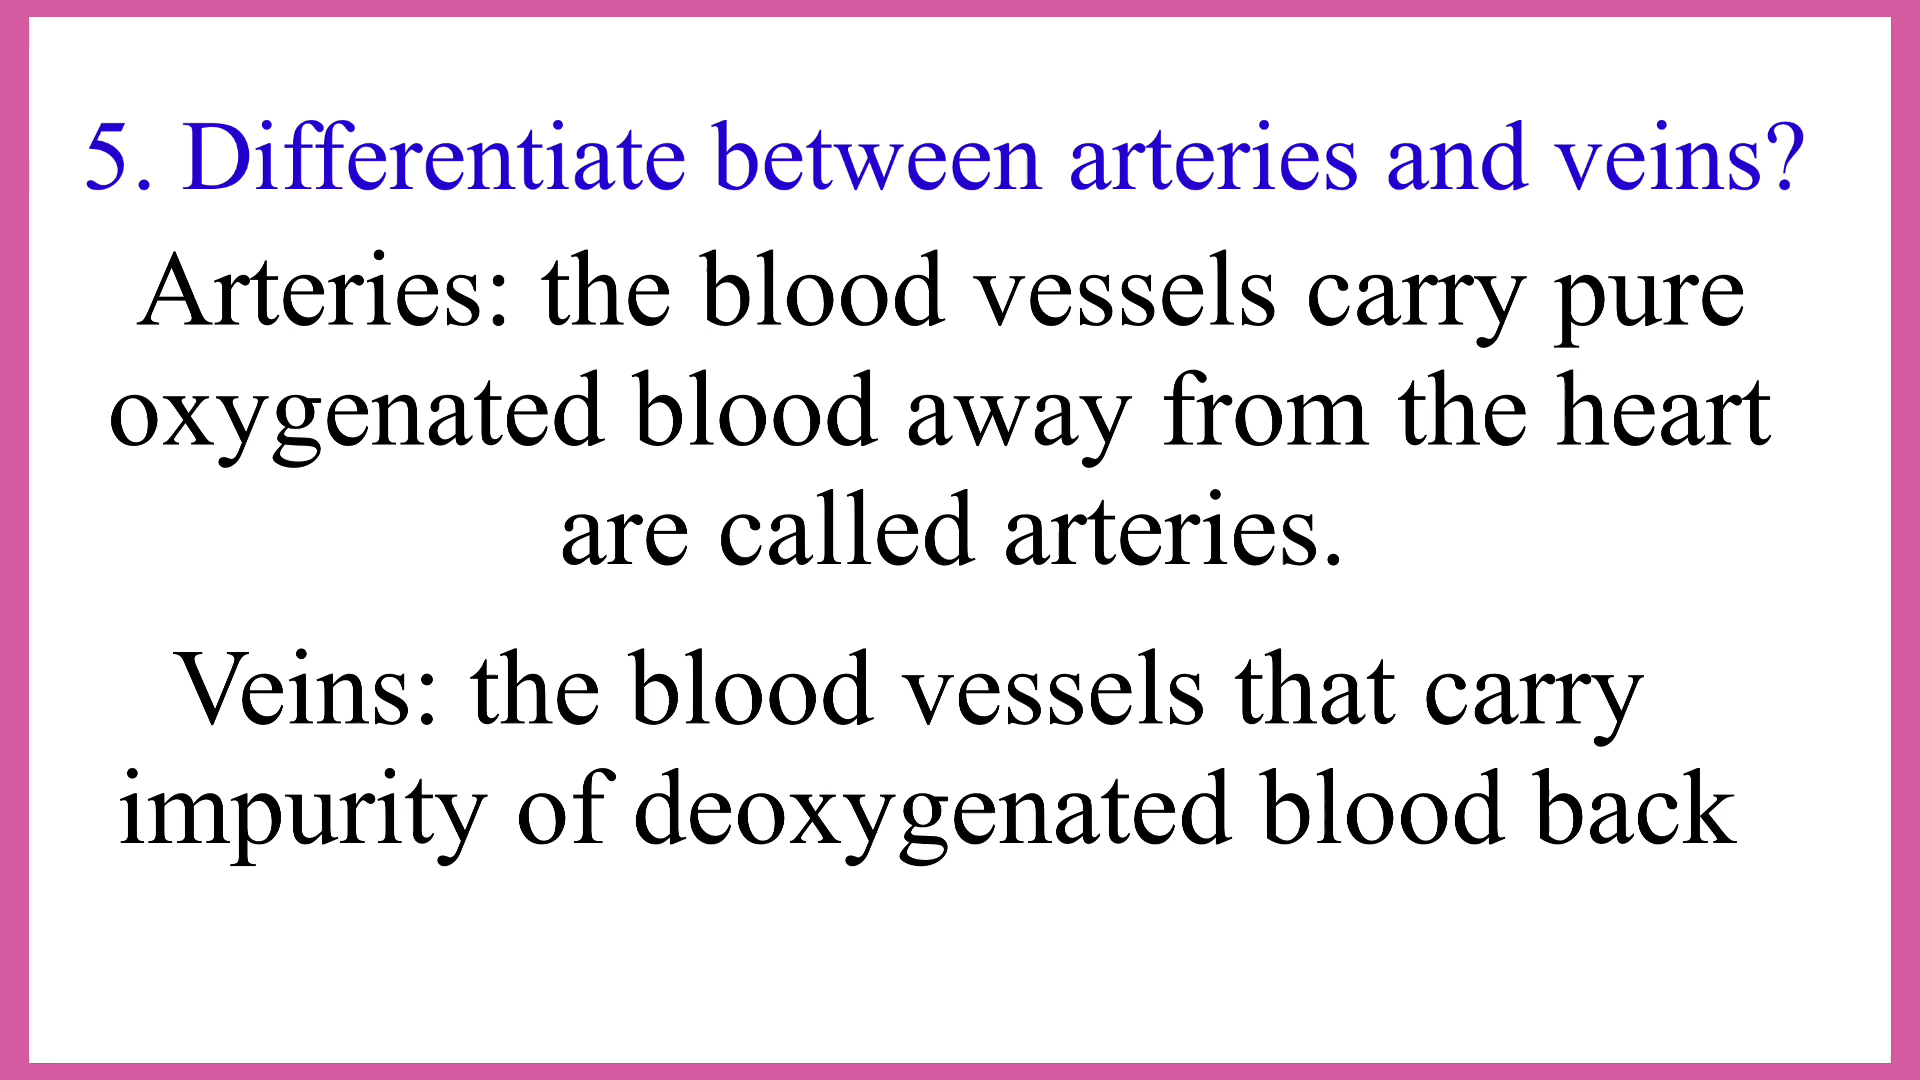 5. Differentiate between arteries and veins?
Arteries: the blood vessels carry pure
oxygenated blood away from the heart
are called arteries.
Veins: the blood vessels that carry
impurity of deoxygenated blood back